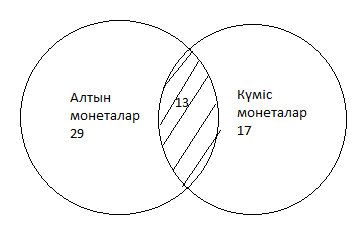 Алтын
монеталар
29
13
Күміс
монеталар
17